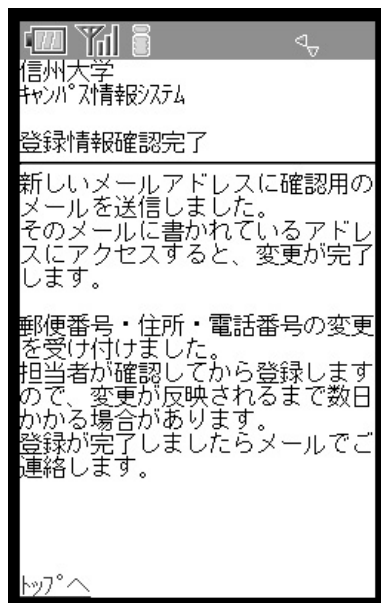 信州大学
ｷｬﾝﾊﾟｽ情報ｼｽﾃﾑ
登録情報確認完了
新しいメールアドレスに確認用の
メールを送信しました。
そのメールに書かれているアドレ
スにアクセスすると、変更が完了
します。
郵便番号・住所・電話番号の変更
を受け付けました。
担当者が確認してから登録します
ので、変更が反映されるまで数日
かかる場合があります。
登録が完了しましたらメールでご
連絡します。
ﾄｯﾌﾟへ